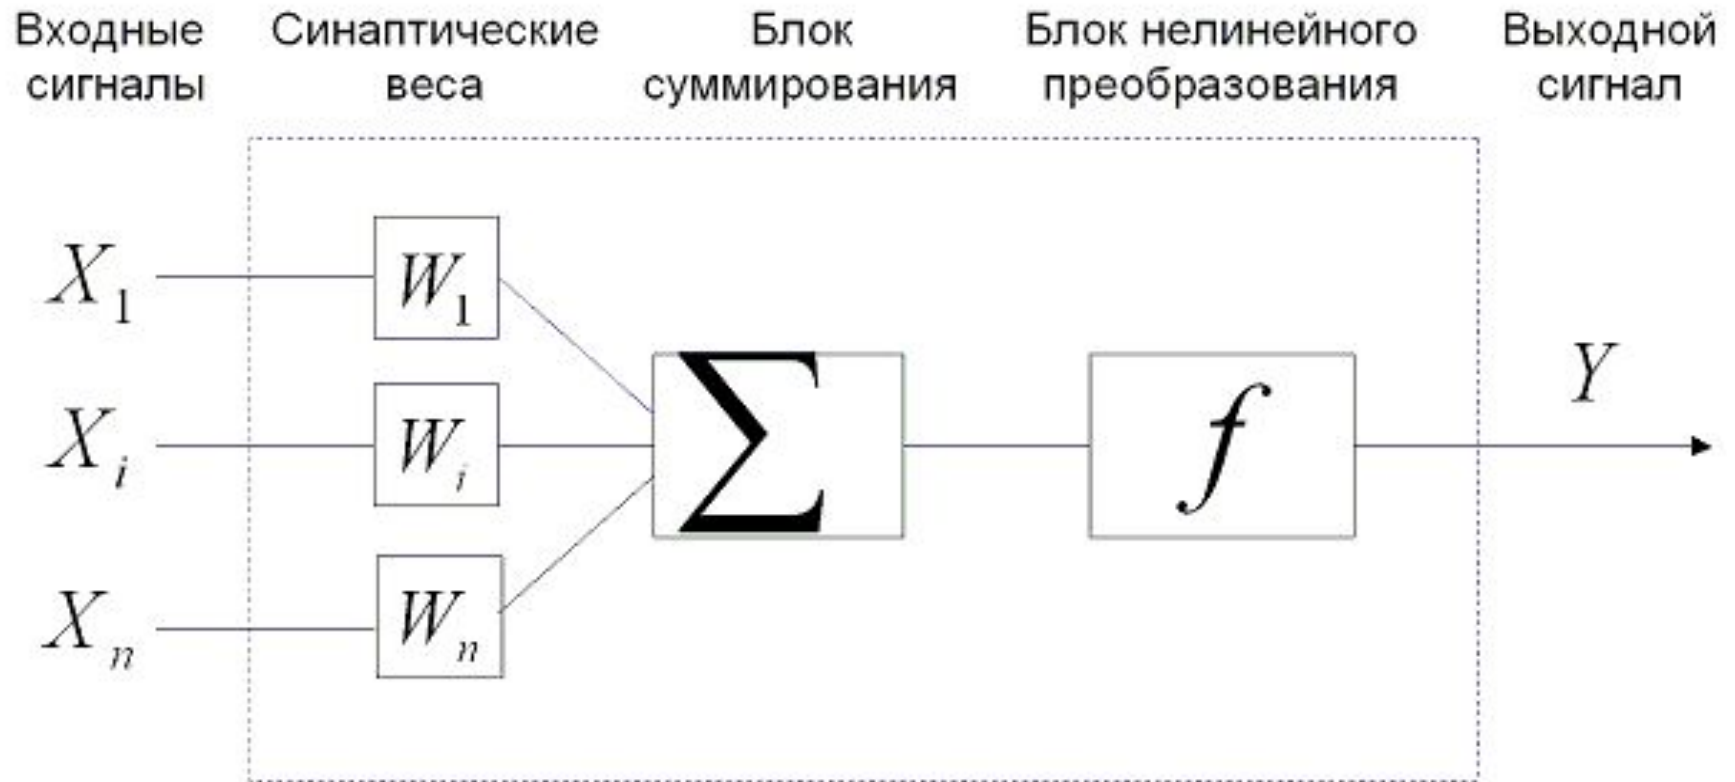 Входные сигналы
Синаптические веса
Блок суммирования
Блок нелинейного преобразования
Выходной сигнал
X₁
W₁
Xᵢ
Wᵢ
Σ
f
Y
Xₙ
Wₙ